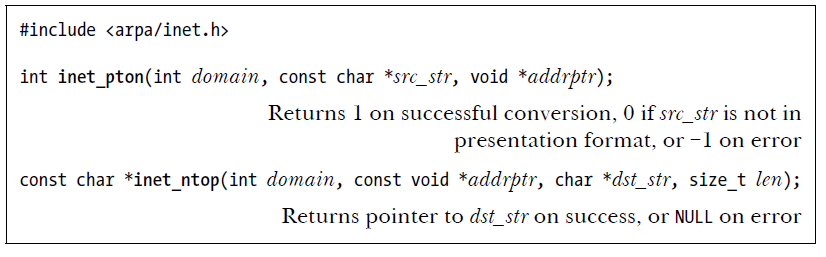 #include <arpa/inet.h>
int inet_pton(int domain, const char *src_str, void *addrptr);
Returns 1 on successful conversion, 0 if src_str is not in
presentation format, or −1 on error
const char *inet_ntop(int domain, const void *addrptr, char *dst_str, size_t len);
Returns pointer to dst_str on success, or NULL on error